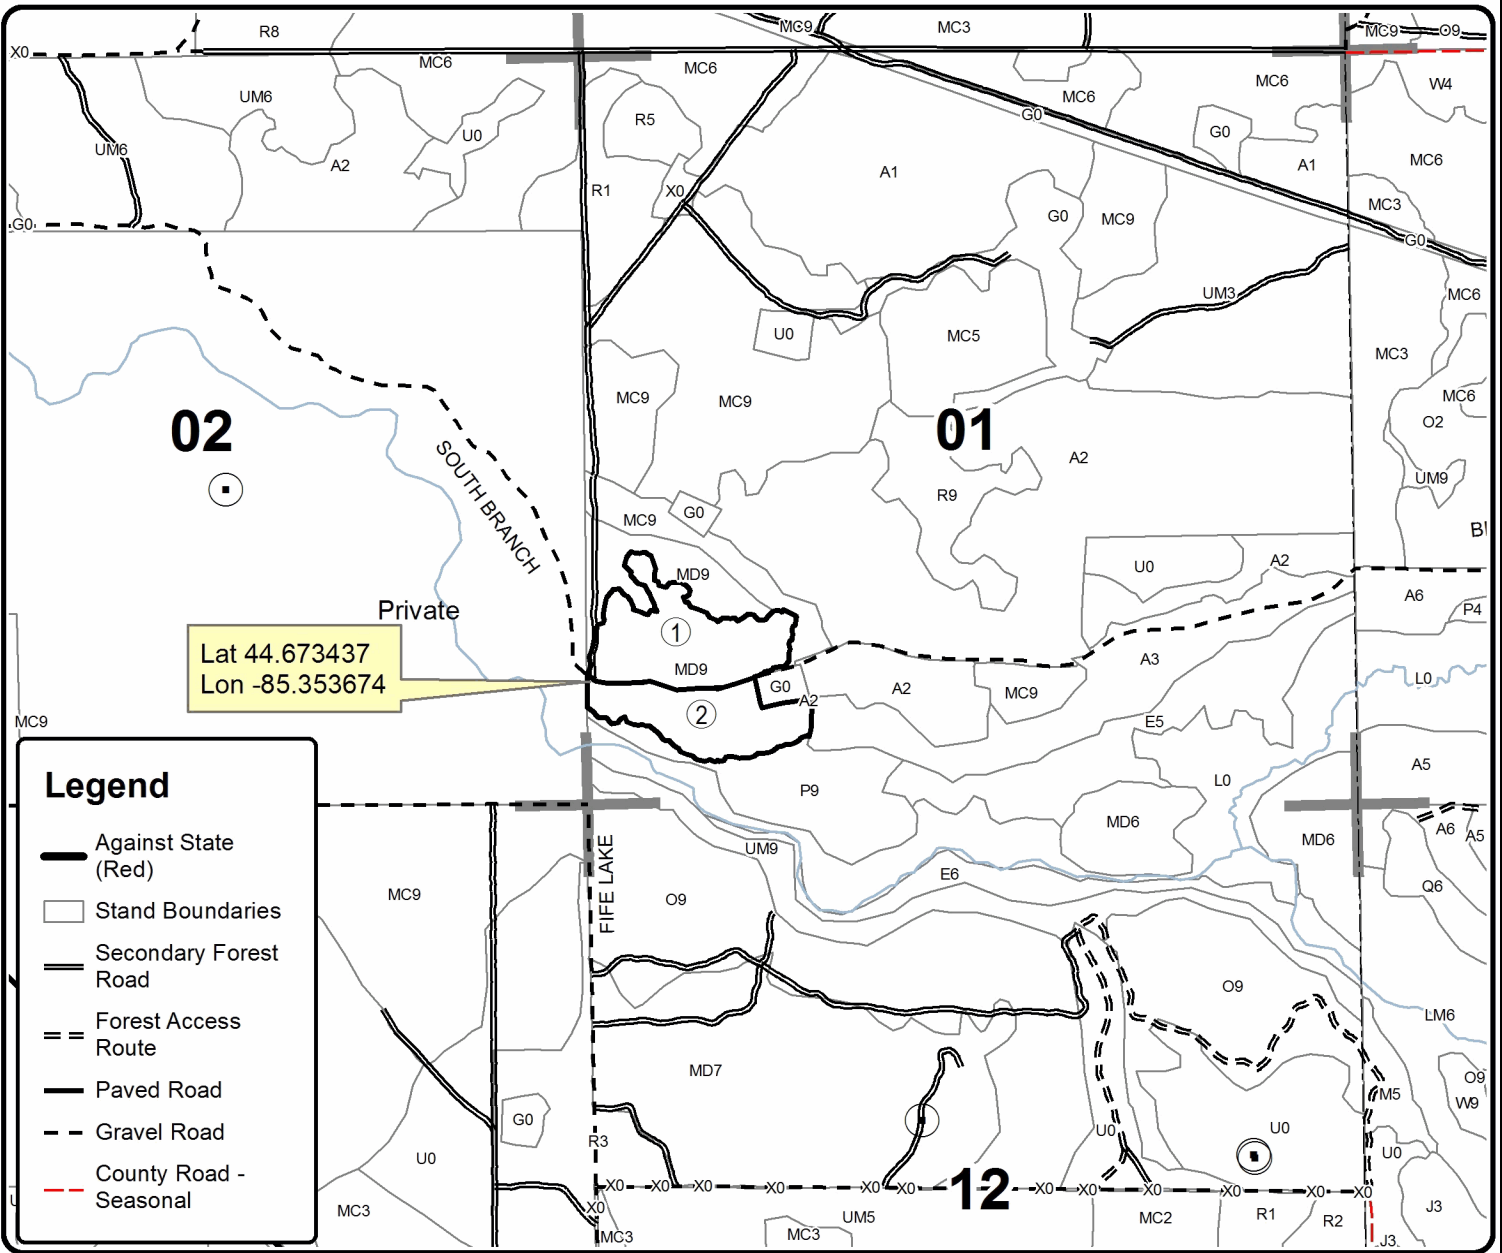 R8
MC9
MC3
MC9
O9
X0
MC6
MC6
MC6
MC6
W4
UM6
G0
R5
G0
U0
UM6
A2
A1
A1
MC6
R1
X0
MC3
G0
MC9
G0
G0
UM3
MC6
U0
MC5
MC3
MC9
MC9
MC6
02
01
O2
A2
SOUTH BRANCH
UM9
R9
G0
MC9
U0
A2
MD9
A6
P4
Private
1
Lat 44.673437
Lon -85.353674
MD9
A3
G0
A2
A2
MC9
L0
2
MC9
E5
A5
L0
P9
MD6
MD6
A6
A5
UM9
E6
Q6
FIFE LAKE
MC9
O9
O9
LM6
MD7
O9
M5
W9
G0
U0
U0
R3
U0
U0
X0
X0
X0
X0
X0
X0
12
X0
X0
X0
X0
X0
X0
X0
J3
MC3
MC3
MC3
UM5
MC2
R1
R2
J3
Legend
Against State
(Red)
Stand Boundaries
Secondary Forest
Road
Forest Access
Route
Paved Road
Gravel Road
County Road -
Seasonal